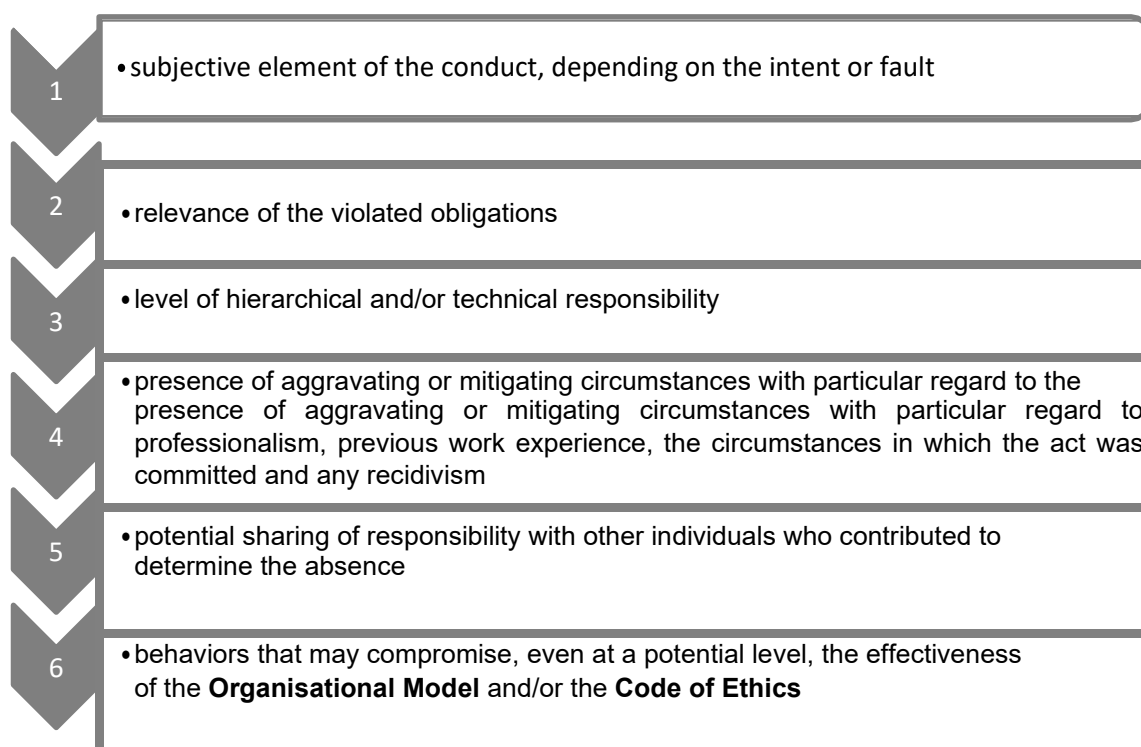 1
•subjective element of the conduct, depending on the intent or fault
2
•relevance of the violated obligations
3
•level of hierarchical and/or technical responsibility
4
•presence of aggravating or mitigating circumstances with particular regard to the
presence of aggravating or mitigating circumstances with particular regard to
professionalism, previous work experience, the circumstances in which the act was
committed and any recidivism
5
•potential sharing of responsibility with other individuals who contributed to
determine the absence
6
•behaviors that may compromise, even at a potential level, the effectiveness
of the Organisational Model and/or the Code of Ethics